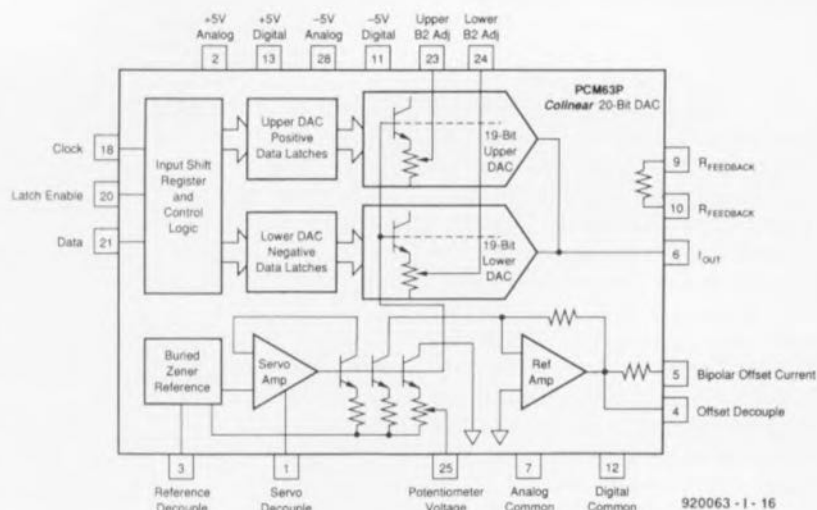 +5V Analog
+5V Digital
–5V Analog
–5V Digital
Upper B2 Adj
Lower B2 Adj
2
13
28
11
23
24
PCM63P
Colinear 20-Bit DAC
Clock
18
Latch Enable
20
Data
21
Input Shift
Register
and
Control
Logic
Upper DAC
Positive
Data Latches
Lower DAC
Negative
Data Latches
19-Bit
Upper
DAC
19-Bit
Lower
DAC
9
RFEEDBACK
10
RFEEDBACK
6
IOUT
Buried
Zener
Reference
Servo
Amp
Ref
Amp
5
Bipolar Offset Current
4
Offset Decouple
3
1
25
7
12
Reference
Decouple
Servo
Decouple
Potentiometer
Voltage
Analog
Common
Digital
Common
920063 - I - 16